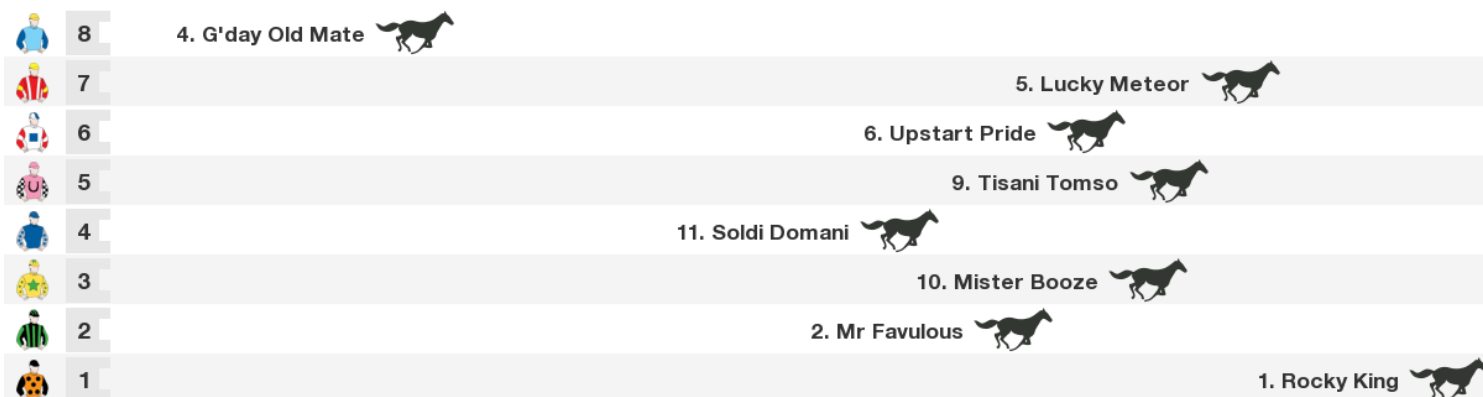 8 4. G'day Old Mate
7 5. Lucky Meteor
6 6. Upstart Pride
5 9. Tisani Tomso
4 11. Soldi Domani
3 10. Mister Booze
2 2. Mr Favulous
1 1. Rocky King